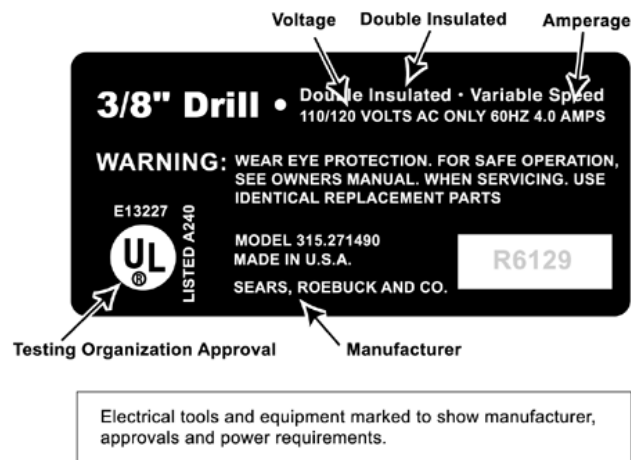 Voltage Double Insulated Amperage
3/8" Drill •
Double Insulated · Variable Speed
110/120 VOLTS AC ONLY 60HZ 4.0 AMPS
WARNING:
WEAR EYE PROTECTION. FOR SAFE OPERATION,
SEE OWNERS MANUAL. WHEN SERVICING. USE
IDENTICAL REPLACEMENT PARTS
E13227
UL
®
LISTED A240
MODEL 315.271490
MADE IN U.S.A.
SEARS, ROEBUCK AND CO.
R6129
Testing Organization Approval
Manufacturer
Electrical tools and equipment marked to show manufacturer,
approvals and power requirements.